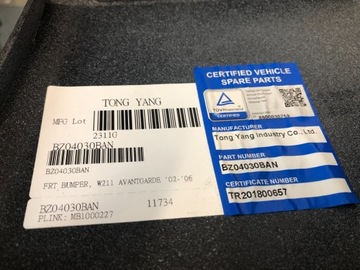 TONG YANG
MFG Lot
2311G
BZ04030BAN
BZ04030BAN
FRT BUMPER, W211 AVANTGARDE '02-'06
BZ04030BAN 11734
PLINK: MB1000227
CERTIFIED VEHICLE
SPARE PARTS
CERTIFIED
MANUFACTURER
Tong Yang Industry Co.,Ltd.
PART NUMBER
BZ04030BAN
CERTIFICATE NUMBER
TR201800657